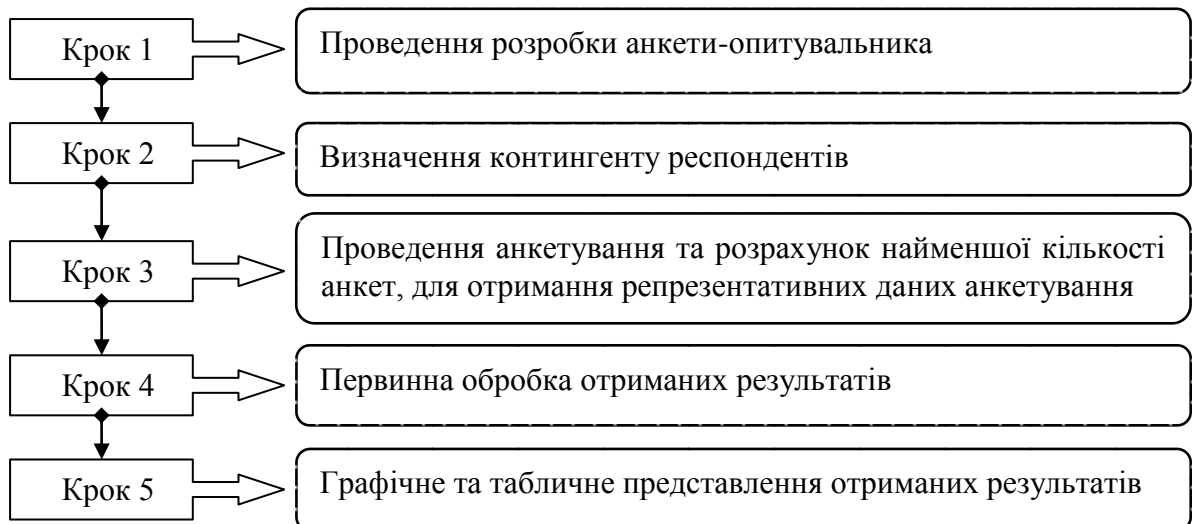 Крок 1
Проведення розробки анкети-опитувальника
Крок 2
Визначення контингенту респондентів
Крок 3
Проведення анкетування та розрахунок найменшої кількості
анкет, для отримання репрезентативних даних анкетування
Крок 4
Первинна обробка отриманих результатів
Крок 5
Графічне та табличне представлення отриманих результатів